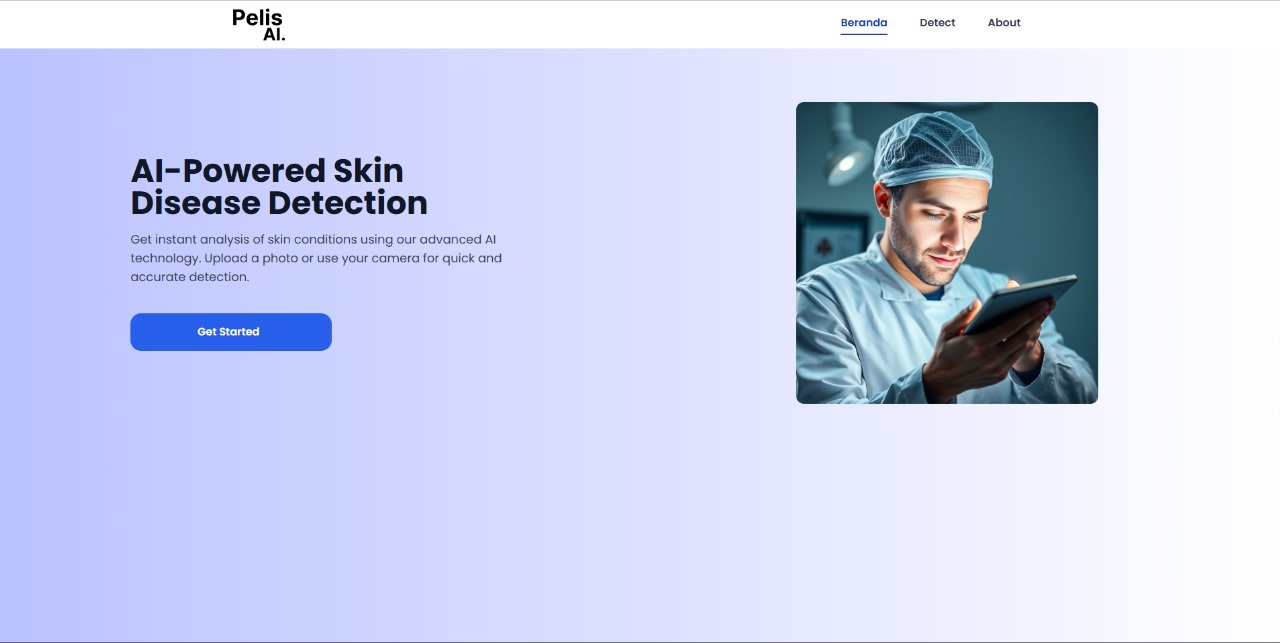 Pelis
AI.
Beranda
Detect
About
AI-Powered Skin
Disease Detection
Get instant analysis of skin conditions using our advanced AI
technology. Upload a photo or use your camera for quick and
accurate detection.
Get Started